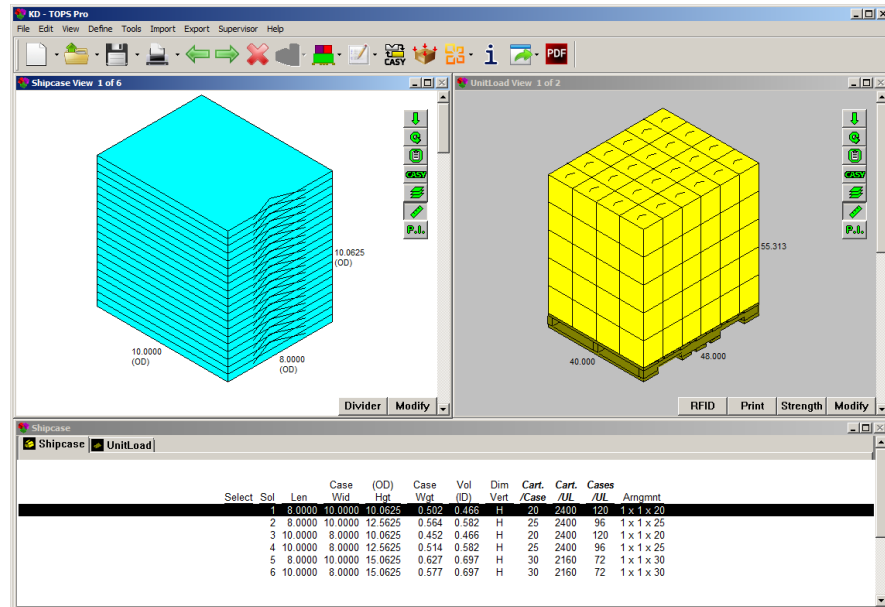 KD - TOPS Pro
File Edit View Define Tools Import Export Supervisor Help
CASY
PDF
Shipcase View 1 of 6
UnitLoad View 1 of 2
CASY
P.I.
CASY
P.I.
10.0625
(OD)
10.0000
(OD)
8.0000
(OD)
55.313
40.000
48.000
Divider Modify
RFID Print Strength Modify
Shipcase
Shipcase UnitLoad
Case (OD) Case Vol Dim Cart. Cart. Cases
Select Sol Len Wid Hgt Wgt (ID) Vert /Case /UL /UL Arngmnt
1 8.0000 10.0000 10.0625 0.502 0.466 H 20 2400 120 1 x 1 x 20
2 8.0000 10.0000 12.5625 0.564 0.582 H 25 2400 96 1 x 1 x 25
3 10.0000 8.0000 10.0625 0.452 0.466 H 20 2400 120 1 x 1 x 20
4 10.0000 8.0000 12.5625 0.514 0.582 H 25 2400 96 1 x 1 x 25
5 8.0000 10.0000 15.0625 0.627 0.697 H 30 2160 72 1 x 1 x 30
6 10.0000 8.0000 15.0625 0.577 0.697 H 30 2160 72 1 x 1 x 30